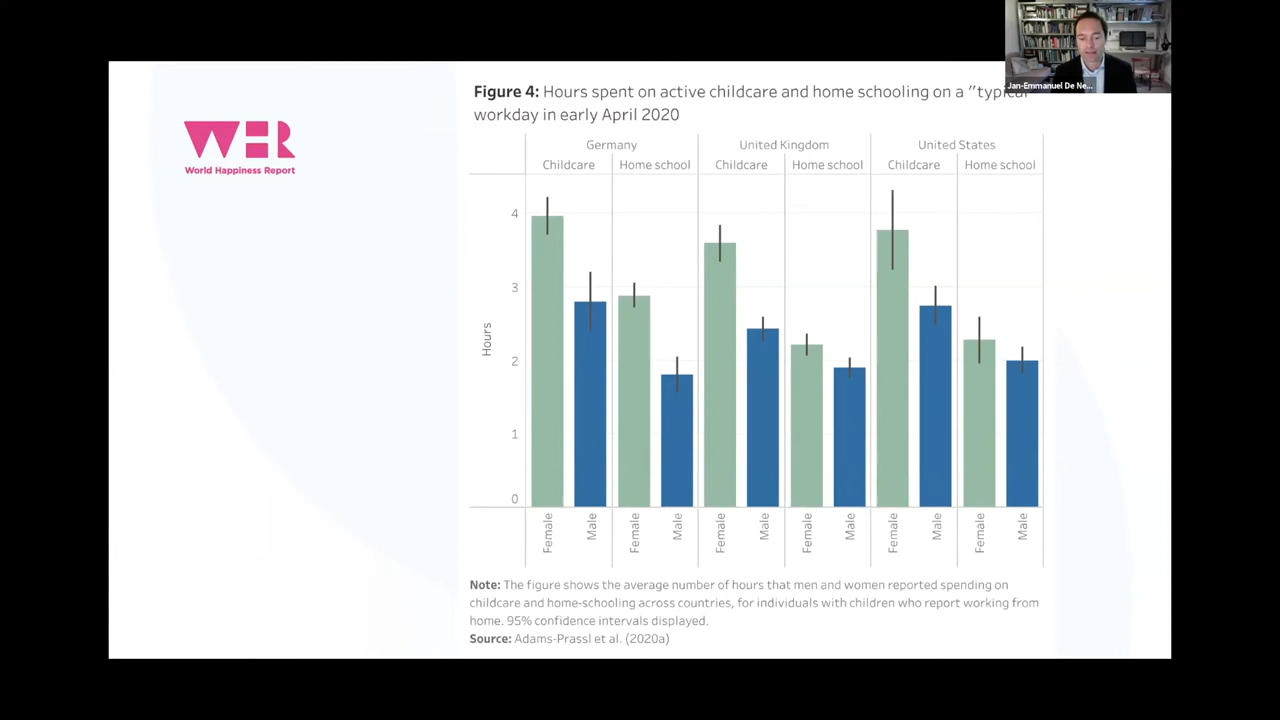 Jan-Emmanuel De Ne...
Figure 4: Hours spent on active childcare and home schooling on a "typical
workday in early April 2020
WHR
World Happiness Report
Germany United Kingdom United States
Childcare Home school Childcare Home school Childcare Home school
4
3
2
1
0
Hours
Female Male Female Male Female Male Female Male Female Male Female Male
Note: The figure shows the average number of hours that men and women reported spending on
childcare and home-schooling across countries, for individuals with children who report working from
home. 95% confidence intervals displayed.
Source: Adams-Prassl et al. (2020a)